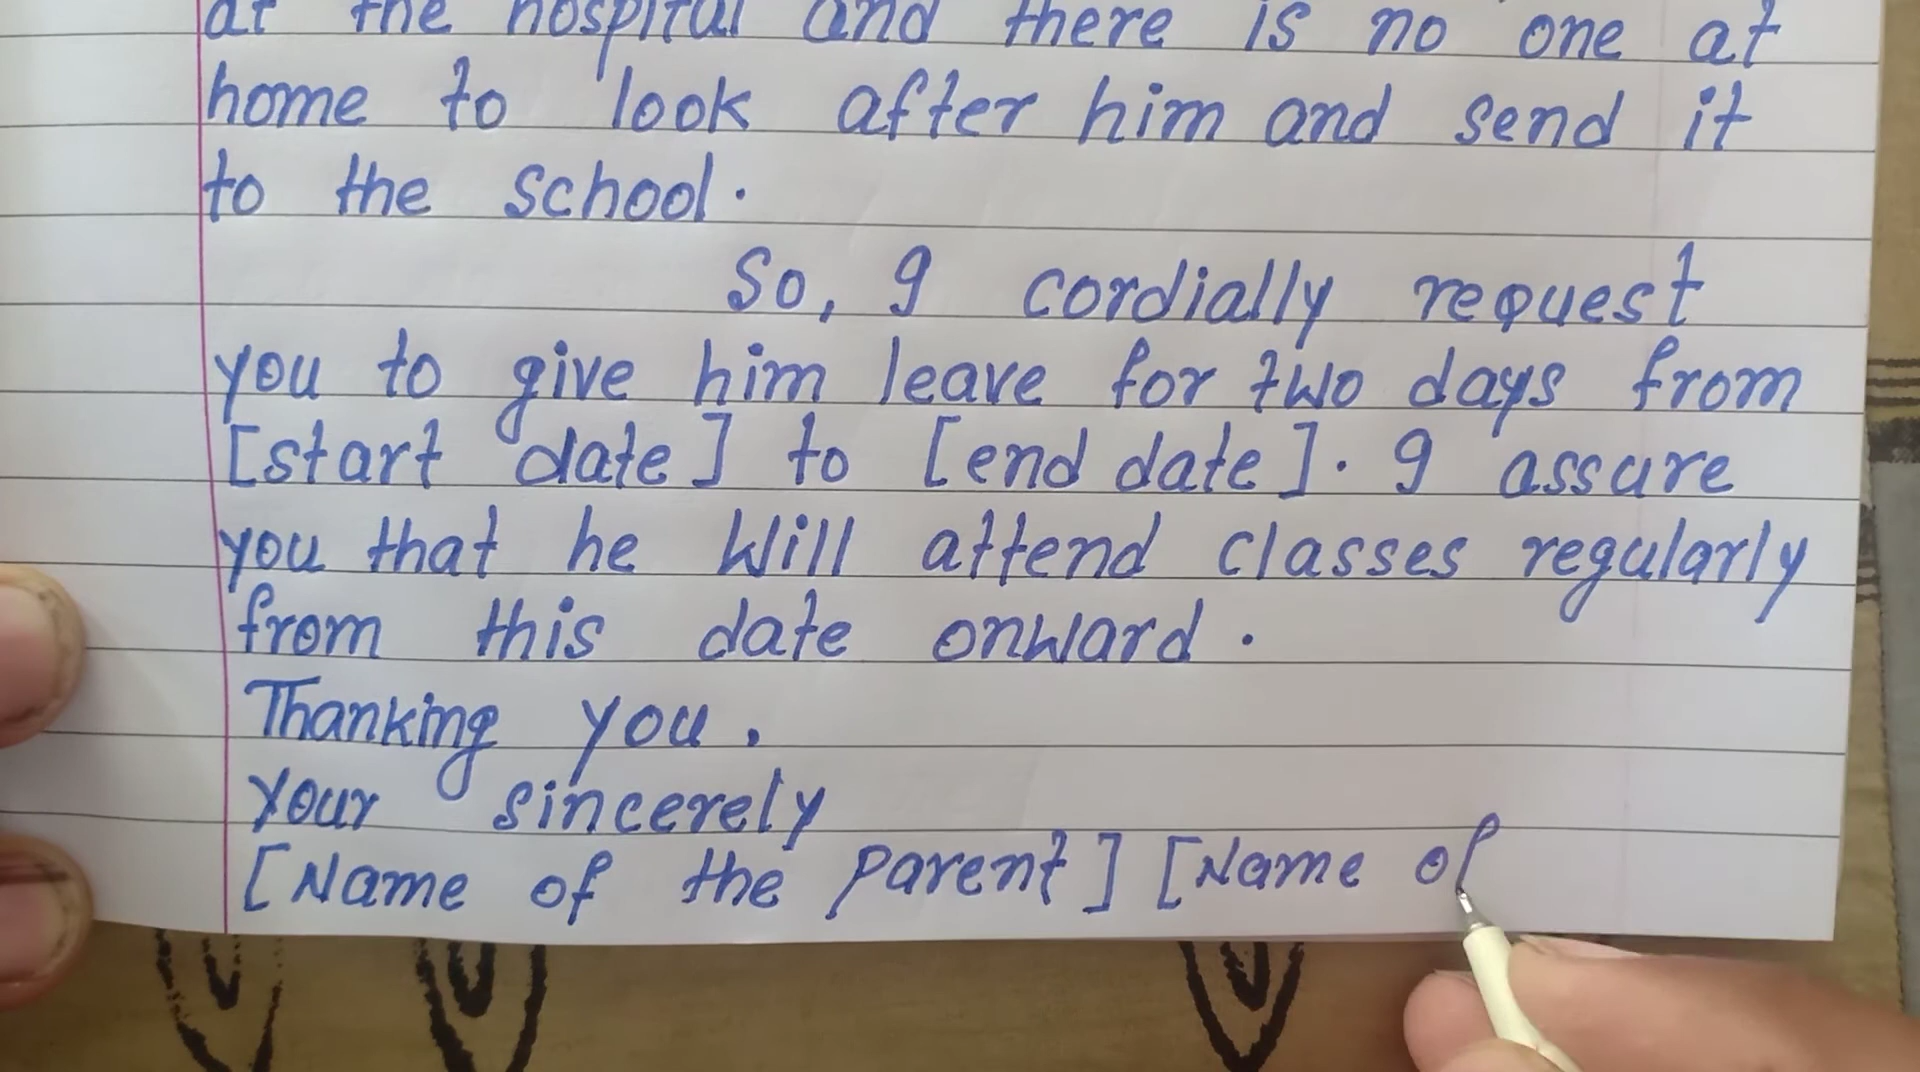 at the hospital and there is no one at
home to look after him and send it
to the school.
So, I cordially request
you to give him leave for two days from
[start date] to [end date]. I assure
you that he will attend classes regularly
from this date onward.
Thanking you.
Your sincerely
[Name of the parent] [Name of